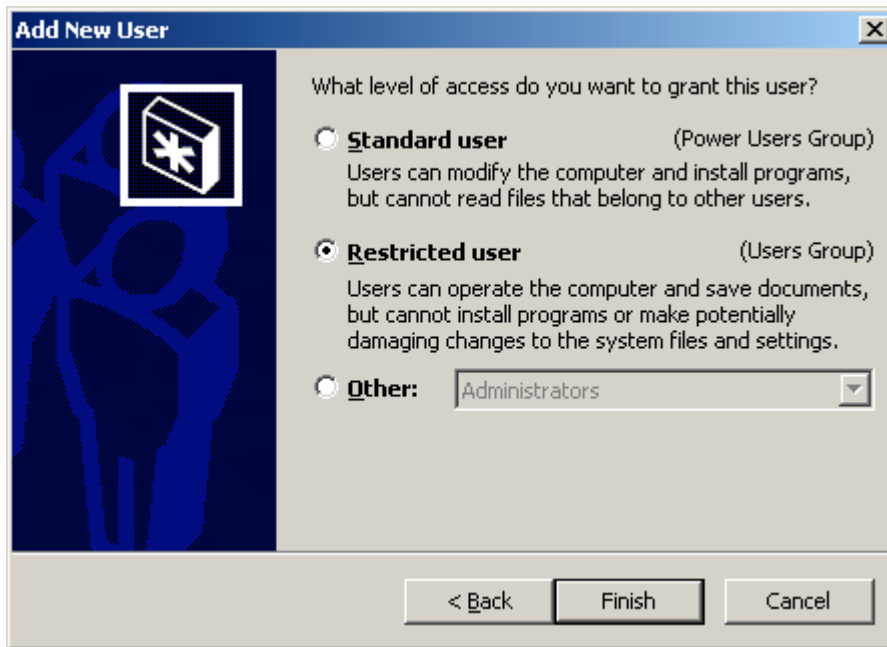 Add New User
What level of access do you want to grant this user?
Standard user (Power Users Group)
Users can modify the computer and install programs,
but cannot read files that belong to other users.
Restricted user (Users Group)
Users can operate the computer and save documents,
but cannot install programs or make potentially
damaging changes to the system files and settings.
Other: Administrators
< Back Finish Cancel